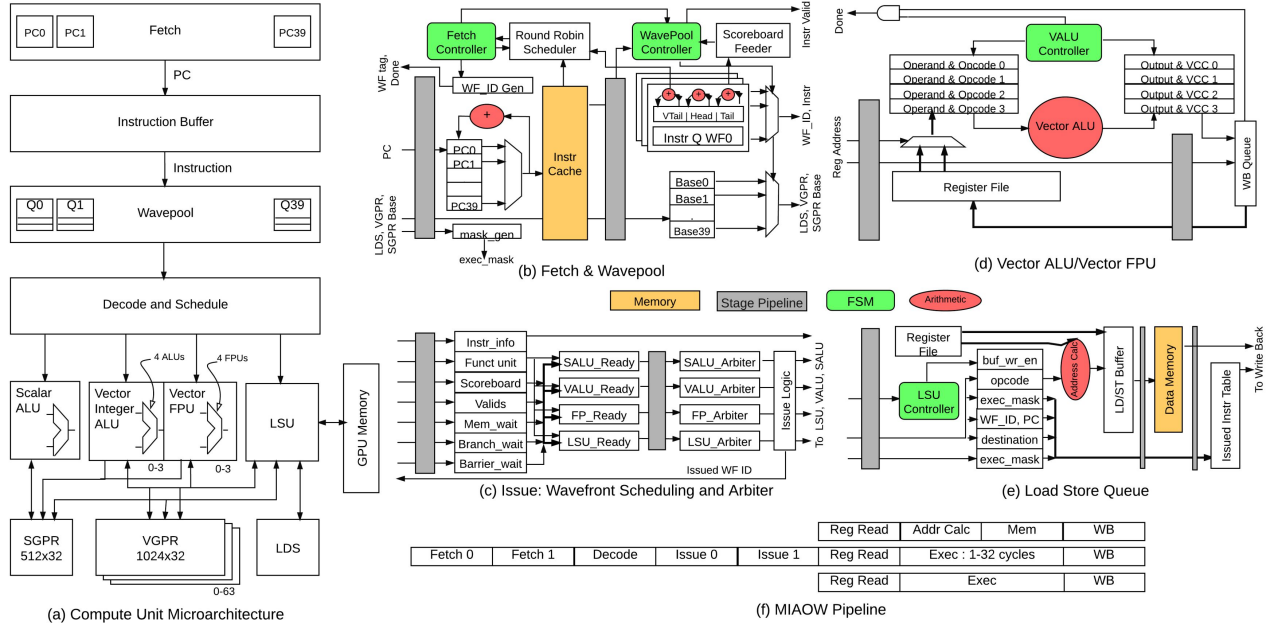 PC0 PC1 Fetch PC39
PC
Instruction Buffer
Instruction
Q0 Q1 Wavepool Q39
Decode and Schedule
4 ALUs
4 FPUs
Scalar
ALU
Vector
Integer
ALU
Vector
FPU
LSU
GPU Memory
0-3
0-3
SGPR
512x32
VGPR
1024x32
LDS
0-63
(a) Compute Unit Microarchitecture
Fetch
Controller
Round Robin
Scheduler
WavePool
Controller
Scoreboard
Feeder
Instr Valid
WF tag,
Done
WF_ID Gen
+
+
+
+
VTail | Head | Tail
Instr Q WF0
WF_ID, Instr
PC
PC0
PC1
PC39
Instr
Cache
Base0
Base1
.
Base39
LDS, VGPR,
SGPR Base
LDS, VGPR,
SGPR Base
mask_gen
exec_mask
(b) Fetch & Wavepool
Done
VALU
Controller
Operand & Opcode 0
Operand & Opcode 1
Operand & Opcode 2
Operand & Opcode 3
Output & VCC 0
Output & VCC 1
Output & VCC 2
Output & VCC 3
Vector ALU
Reg Address
Register File
WB Queue
(d) Vector ALU/Vector FPU
Memory
Stage Pipeline
FSM
Arithmetic
Instr_info
Funct unit
Scoreboard
Valids
Mem_wait
Branch_wait
Barrier_wait
SALU_Ready
VALU_Ready
FP_Ready
LSU_Ready
SALU_Arbiter
VALU_Arbiter
FP_Arbiter
LSU_Arbiter
Issue Logic
To LSU, VALU, SALU
Issued WF ID
(c) Issue: Wavefront Scheduling and Arbiter
Register
File
LSU
Controller
buf_wr_en
opcode
exec_mask
WF_ID, PC
destination
exec_mask
Address Calc
LD/ST Buffer
Data Memory
Issued Instr Table
To Write Back
(e) Load Store Queue
Reg Read Addr Calc Mem WB
Fetch 0 Fetch 1 Decode Issue 0 Issue 1 Reg Read Exec : 1-32 cycles WB
Reg Read Exec WB
(f) MIAOW Pipeline